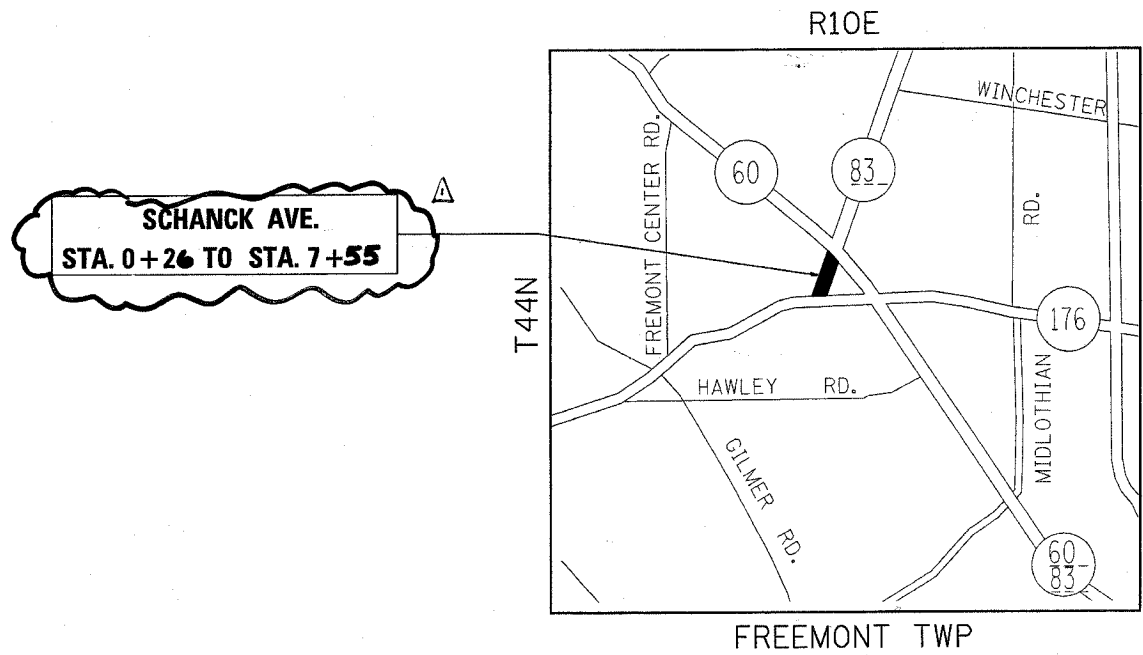 R10E
WINCHESTER
FREMONT CENTER RD.
60
83
RD.
1
SCHANCK AVE.
STA. 0+26 TO STA. 7+55
T44N
176
HAWLEY RD.
MIDLOTHIAN
GILMER RD.
60
83
FREEMONT TWP